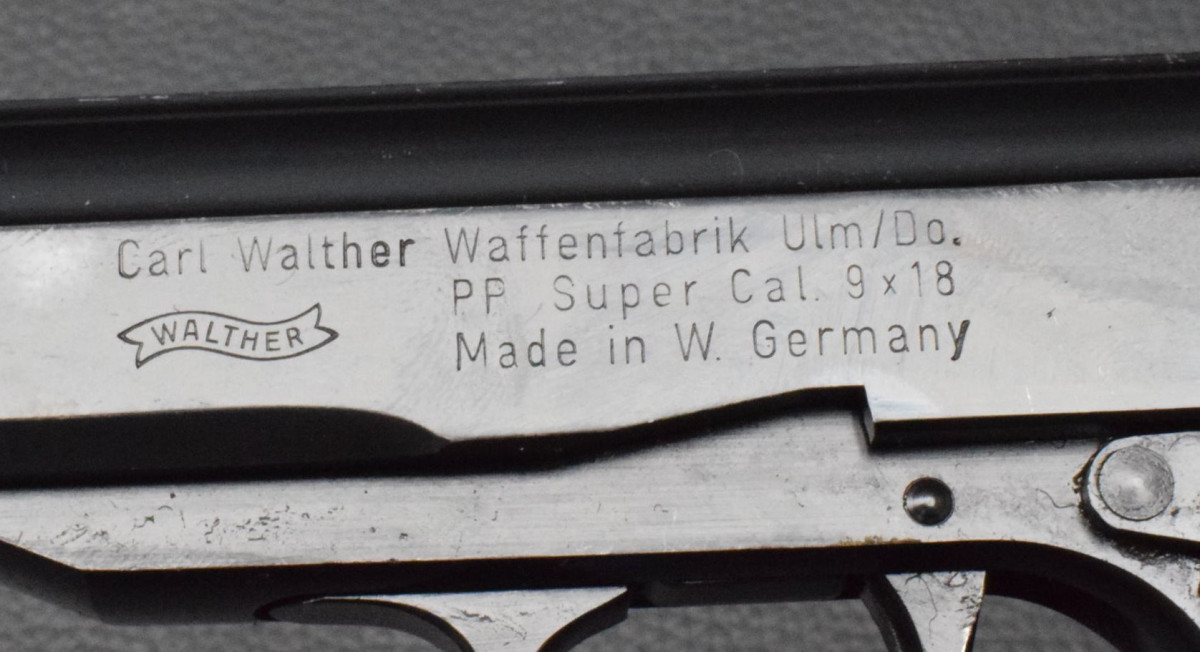 Carl Walther Waffenfabrik Ulm/Do.
PP Super Cal. 9x18
WALTHER
Made in W. Germany